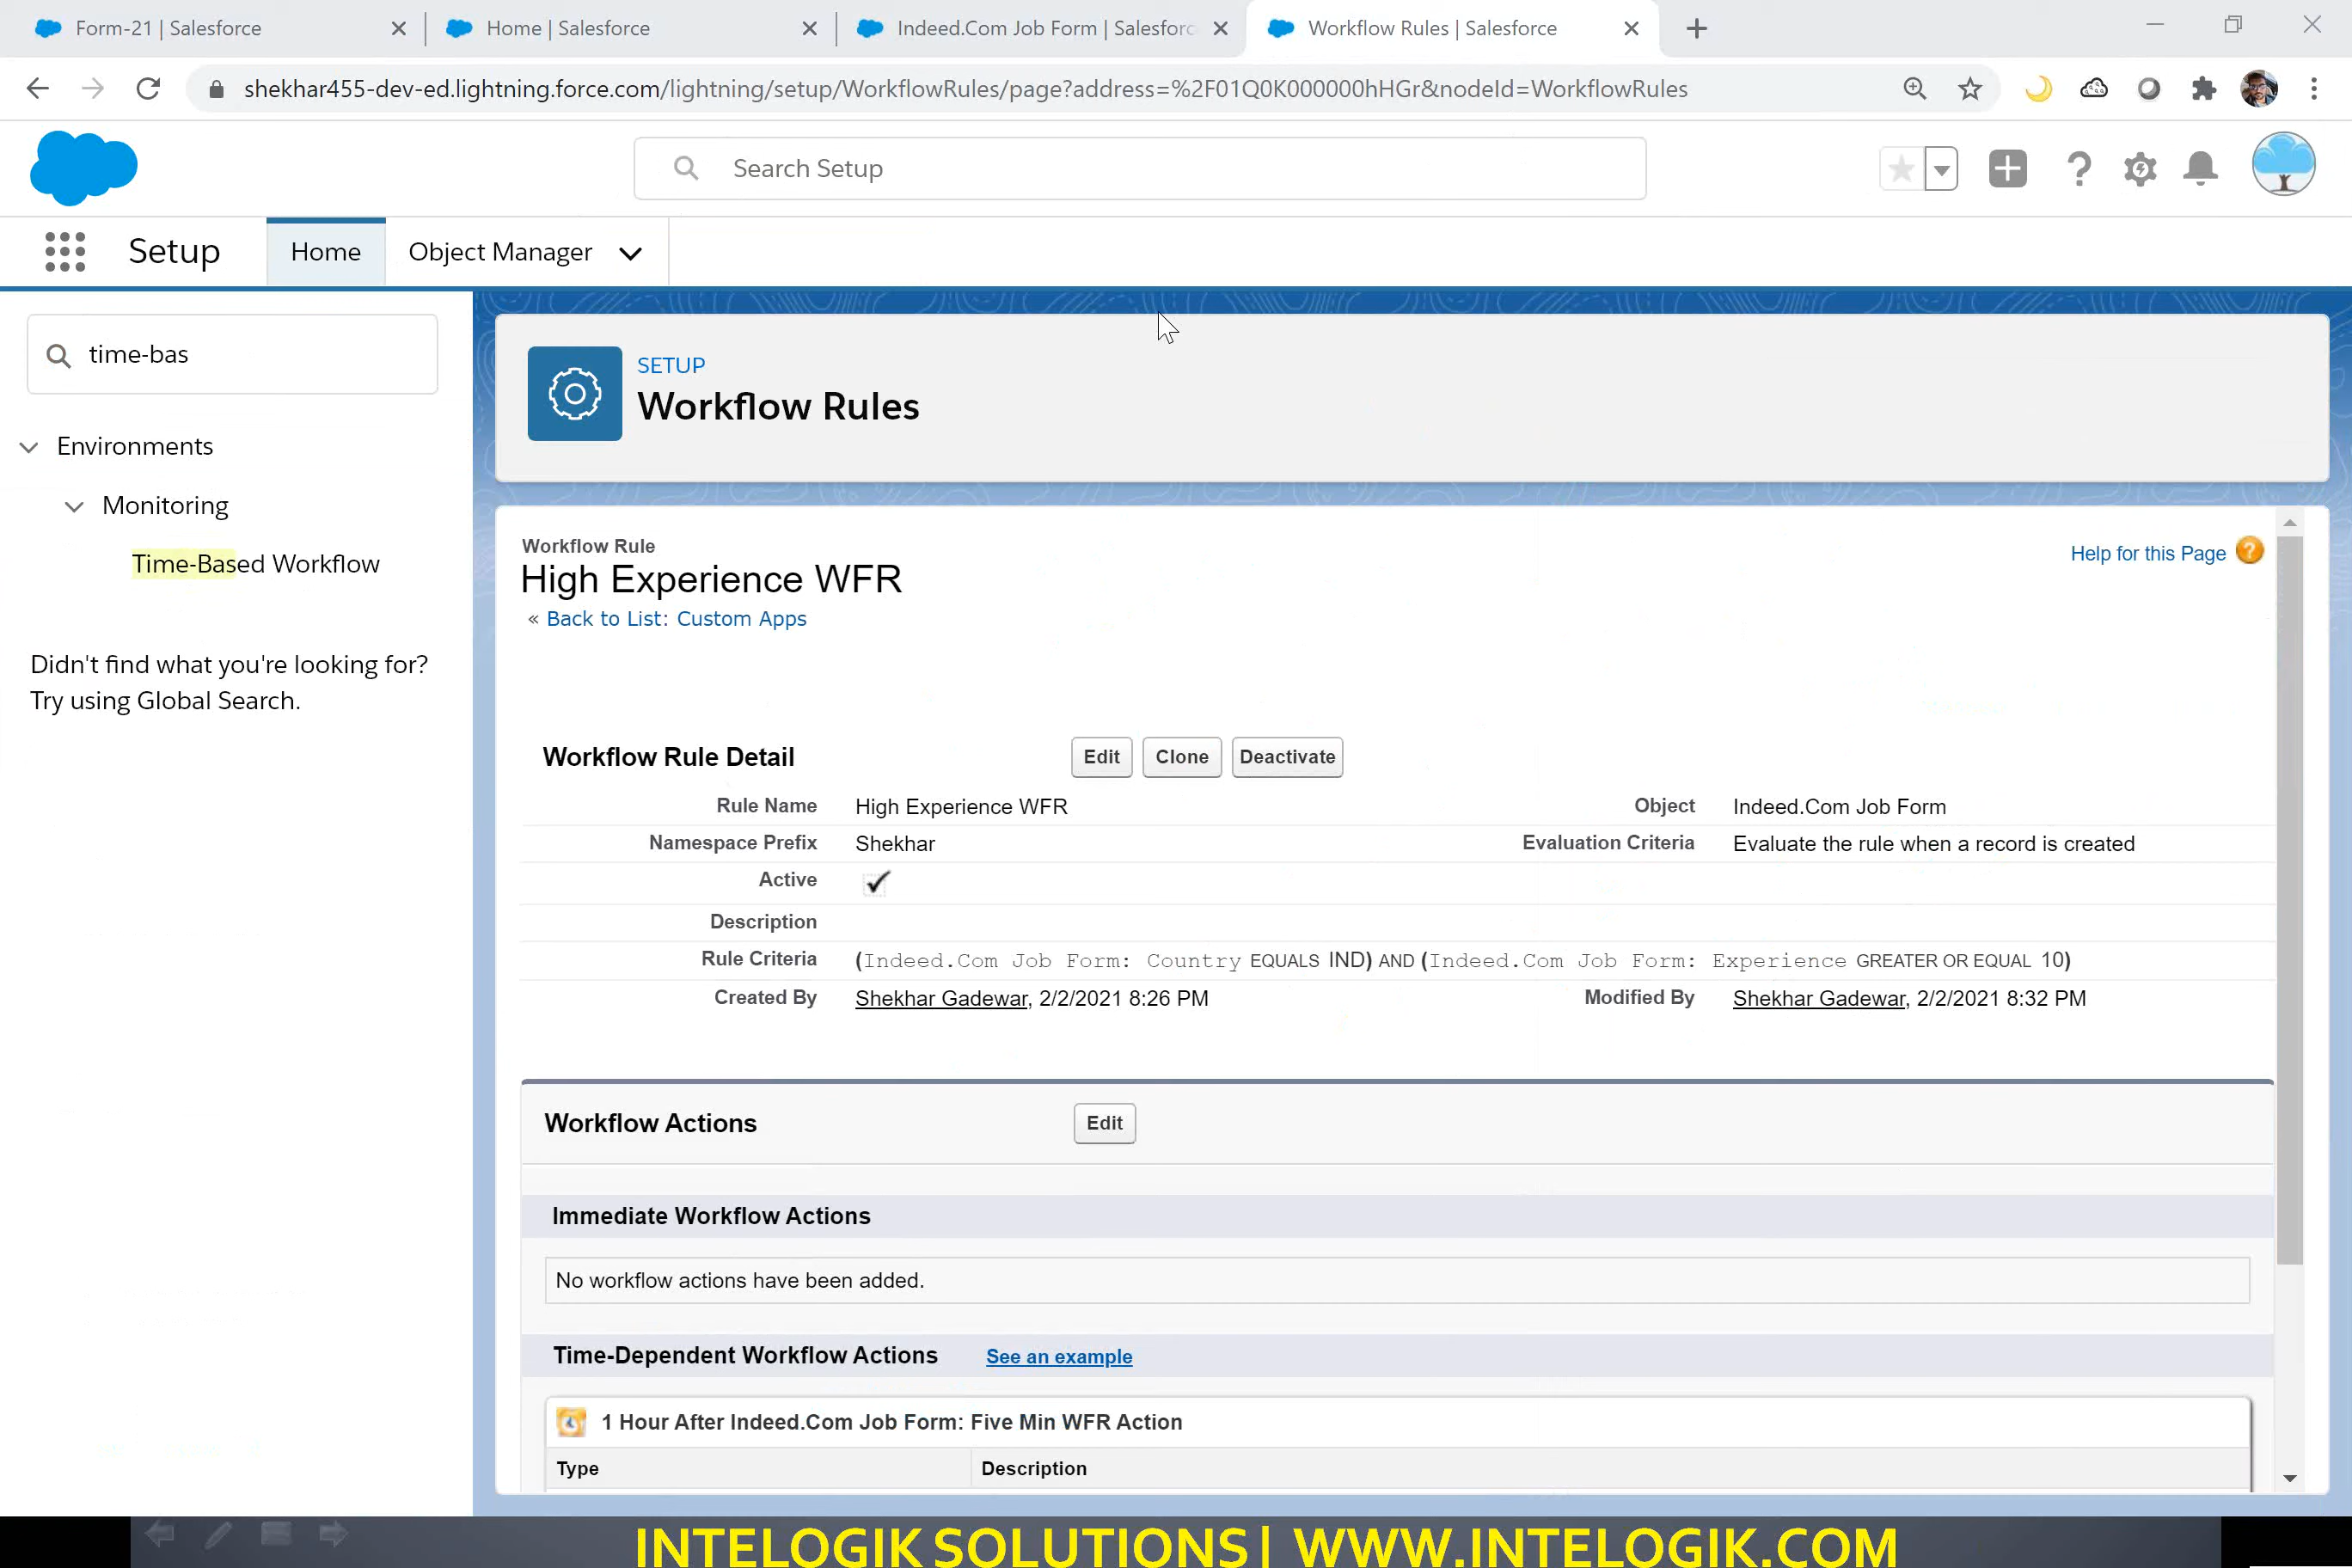 Form-21 | Salesforce
Home | Salesforce
Indeed.Com Job Form | Salesforc
Workflow Rules | Salesforce
shekhar455-dev-ed.lightning.force.com/lightning/setup/WorkflowRules/page?address=%2F01Q0K000000hHGr&nodeId=WorkflowRules
Search Setup
Setup
Home
Object Manager
time-bas
Environments
Monitoring
Time-Based Workflow
Didn't find what you're looking for?
Try using Global Search.
SETUP
Workflow Rules
Workflow Rule
High Experience WFR
« Back to List: Custom Apps
Help for this Page ?
Workflow Rule Detail
Edit
Clone
Deactivate
Rule Name High Experience WFR
Object Indeed.Com Job Form
Namespace Prefix Shekhar
Evaluation Criteria Evaluate the rule when a record is created
Active
Description
Rule Criteria (Indeed.Com Job Form: Country EQUALS IND) AND (Indeed.Com Job Form: Experience GREATER OR EQUAL 10)
Created By Shekhar Gadewar, 2/2/2021 8:26 PM
Modified By Shekhar Gadewar, 2/2/2021 8:32 PM
Workflow Actions
Edit
Immediate Workflow Actions
No workflow actions have been added.
Time-Dependent Workflow Actions See an example
1 Hour After Indeed.Com Job Form: Five Min WFR Action
Type Description
INTELOGIK SOLUTIONS | WWW.INTELOGIK.COM